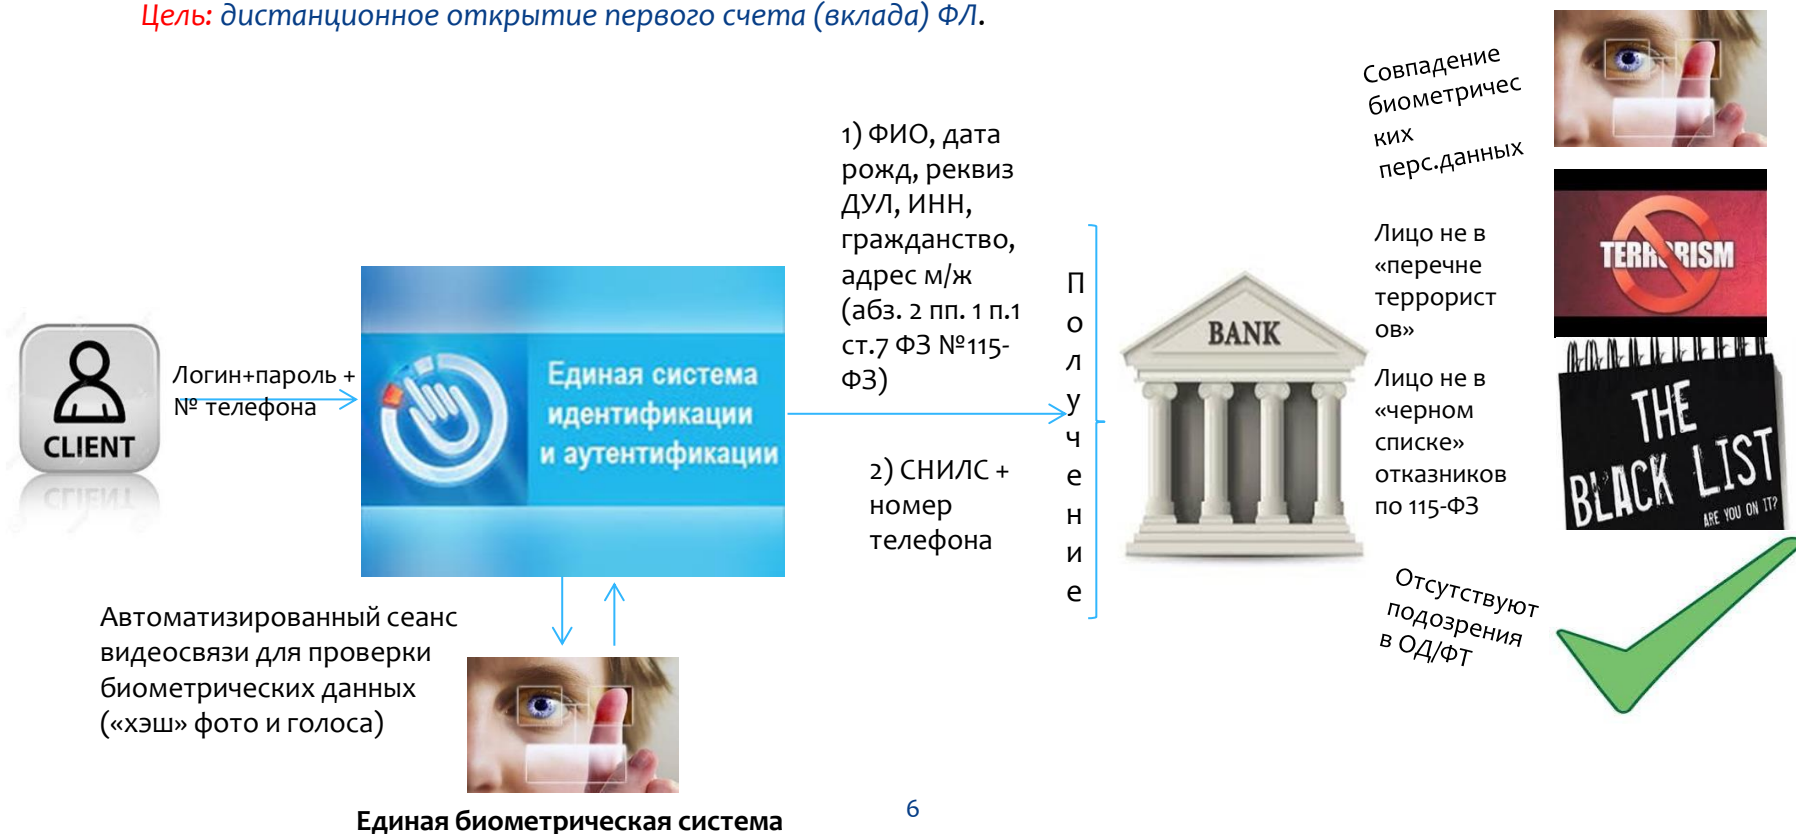 Цель: дистанционное открытие первого счета (вклада) ФЛ.
CLIENT
Логин+пароль +
№ телефона
Единая система
идентификации
и аутентификации
Автоматизированный сеанс
видеосвязи для проверки
биометрических данных
(«хэш» фото и голоса)
Единая биометрическая система
1) ФИО, дата
рожд, реквиз
ДУЛ, ИНН,
гражданство,
адрес м/ж
(абз. 2 пп. 1 п.1
ст.7 ФЗ №115-
ФЗ)
2) СНИЛС +
номер
телефона
П
о
л
у
ч
е
н
и
е
BANK
Совпадение
биометричес
ких
перс.данных
Лицо не в
«перечне
террорист
ов»
TERRORISM
Лицо не в
«черном
списке»
отказников
по 115-ФЗ
THE
BLACK LIST
ARE YOU ON IT?
Отсутствуют
подозрения
в ОД/ФТ
6